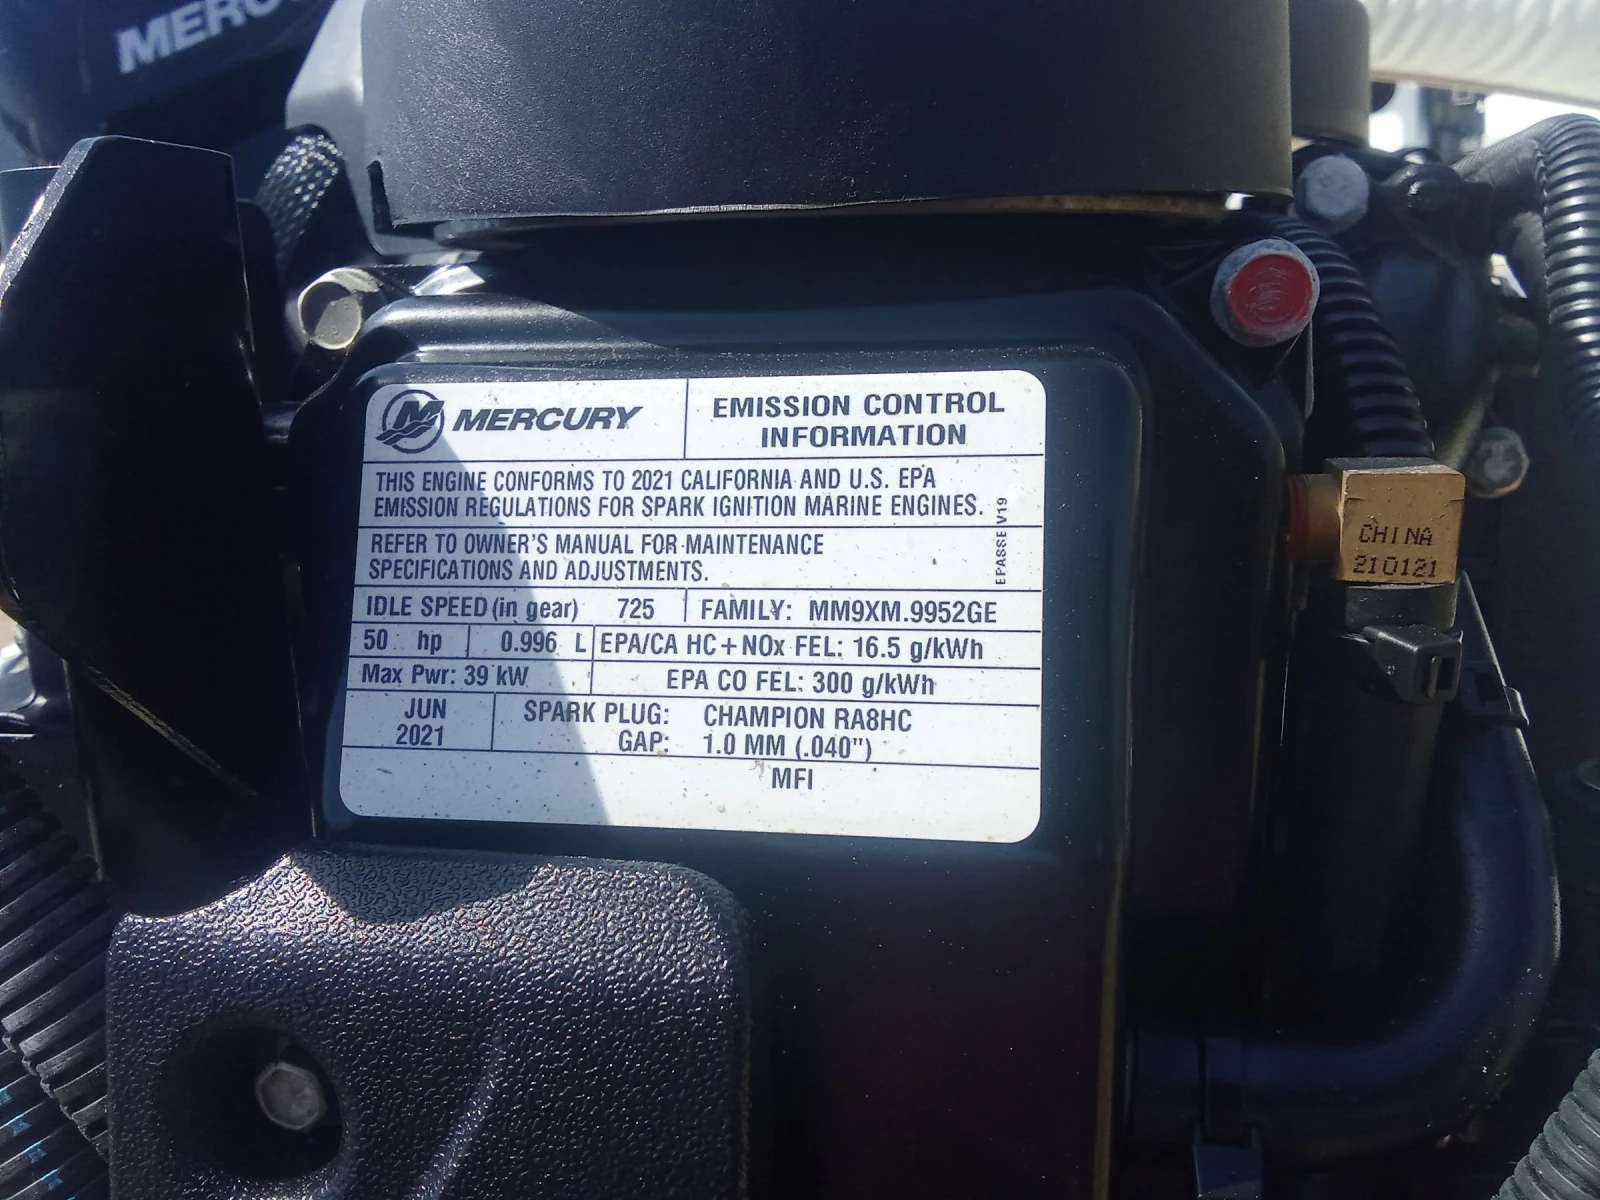 MERCU
MERCURY
EMISSION CONTROL
INFORMATION
THIS ENGINE CONFORMS TO 2021 CALIFORNIA AND U.S. EPA
EMISSION REGULATIONS FOR SPARK IGNITION MARINE ENGINES.
REFER TO OWNER'S MANUAL FOR MAINTENANCE
SPECIFICATIONS AND ADJUSTMENTS.
EPASSE V19
IDLE SPEED (in gear) 725 FAMILY: MM9XM.9952GE
50 hp 0.996 L EPA/CA HC+NOx FEL: 16.5 g/kWh
Max Pwr: 39 kW EPA CO FEL: 300 g/kWh
JUN
2021
SPARK PLUG: CHAMPION RA8HC
GAP: 1.0 MM (.040")
MFI
CHINA
210121